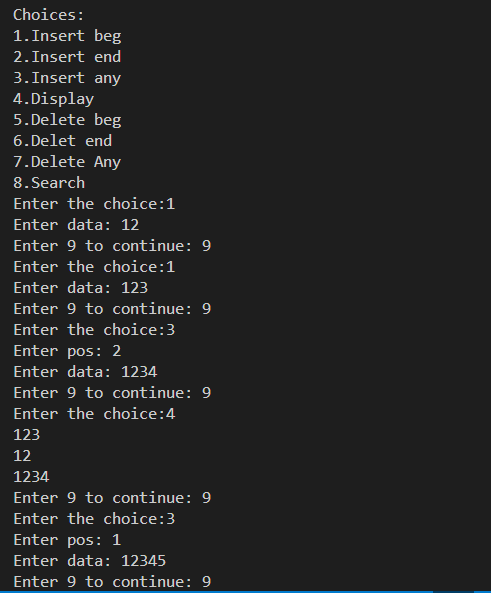 Choices:
1.Insert beg
2.Insert end
3.Insert any
4.Display
5.Delete beg
6.Delet end
7.Delete Any
8.Search
Enter the choice:1
Enter data: 12
Enter 9 to continue: 9
Enter the choice:1
Enter data: 123
Enter 9 to continue: 9
Enter the choice:3
Enter pos: 2
Enter data: 1234
Enter 9 to continue: 9
Enter the choice:4
123
12
1234
Enter 9 to continue: 9
Enter the choice:3
Enter pos: 1
Enter data: 12345
Enter 9 to continue: 9